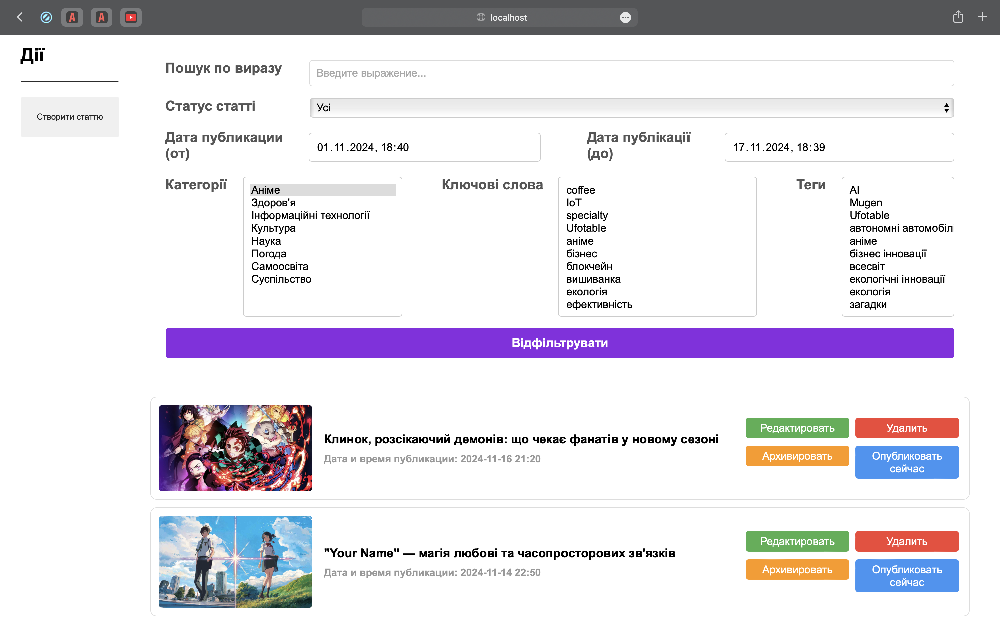 localhost
Дії
Створити статтю
Пошук по виразу
Введите выражение...
Статус статті
Усі
Дата публикации
(от)
01.11.2024, 18:40
Дата публікації
(до)
17.11.2024, 18:39
Категорії
Аніме
Здоров’я
Інформаційні технології
Культура
Наука
Погода
Самоосвіта
Суспільство
Ключові слова
coffee
IoT
specialty
Ufotable
аніме
бізнес
блокчейн
вишиванка
екологія
ефективність
Теги
AI
Mugen
Ufotable
автономні автомобіл
аніме
бізнес інновації
всесвіт
екологічні інновації
екологія
загадки
Відфільтрувати
Клинок, розсікаючий демонів: що чекає фанатів у новому сезоні
Дата и время публикации: 2024-11-16 21:20
Редактировать
Удалить
Архивировать
Опубликовать
сейчас
"Your Name" — магія любові та часопросторових зв'язків
Дата и время публикации: 2024-11-14 22:50
Редактировать
Удалить
Архивировать
Опубликовать
сейчас